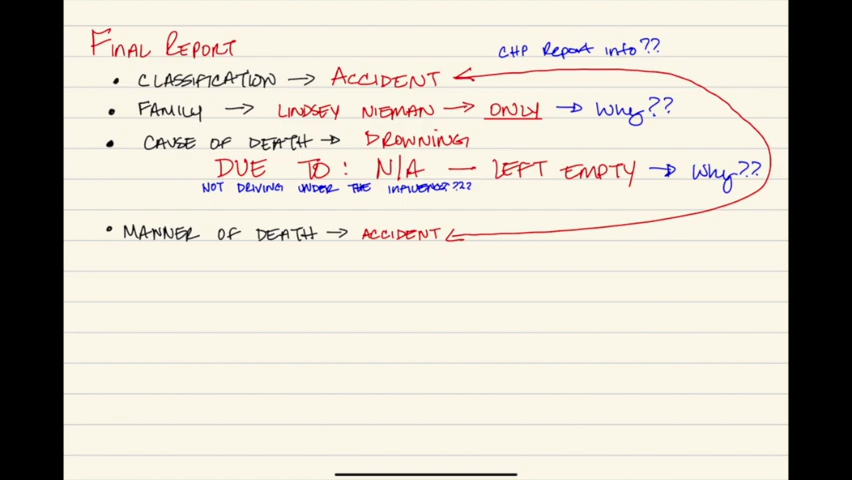 FINAL REPORT
CHP Report info??
• CLASSIFICATION → ACCIDENT
• FAMILY → LINDSEY NIEMAN → ONLY → Why??
• CAUSE OF DEATH → DROWNING
DUE TO: N/A — LEFT EMPTY → Why??
NOT DRIVING UNDER THE INFLUENCE???
• MANNER OF DEATH → ACCIDENT